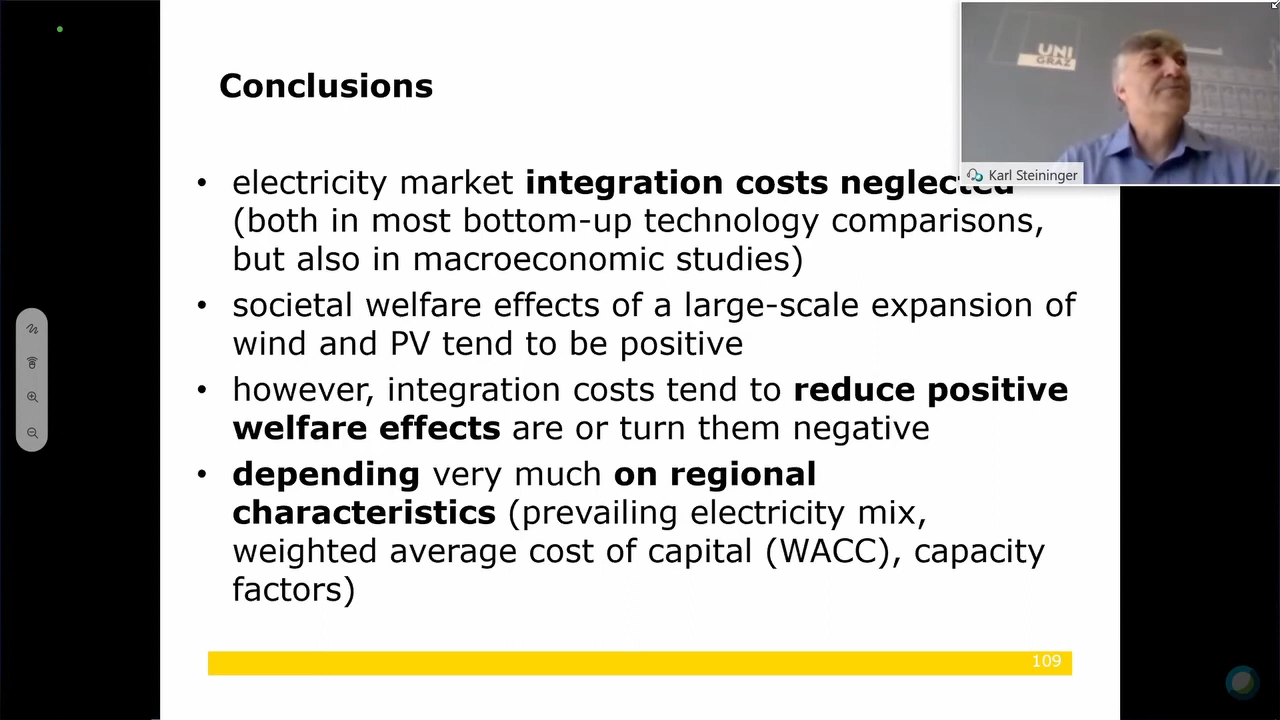 Conclusions
UNI
GRAZ
Karl Steininger
• electricity market integration costs neglected
(both in most bottom-up technology comparisons,
but also in macroeconomic studies)
• societal welfare effects of a large-scale expansion of
wind and PV tend to be positive
• however, integration costs tend to reduce positive
welfare effects are or turn them negative
• depending very much on regional
characteristics (prevailing electricity mix,
weighted average cost of capital (WACC), capacity
factors)
109